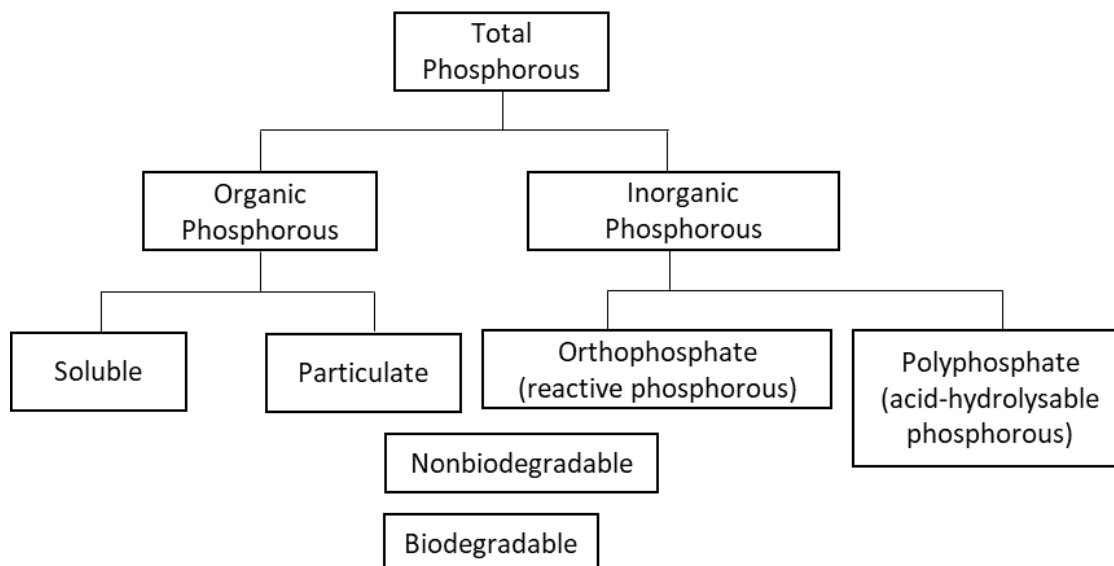 Total
Phosphorous
Organic
Phosphorous
Inorganic
Phosphorous
Soluble
Particulate
Orthophosphate
(reactive phosphorous)
Polyphosphate
(acid-hydrolysable
phosphorous)
Nonbiodegradable
Biodegradable